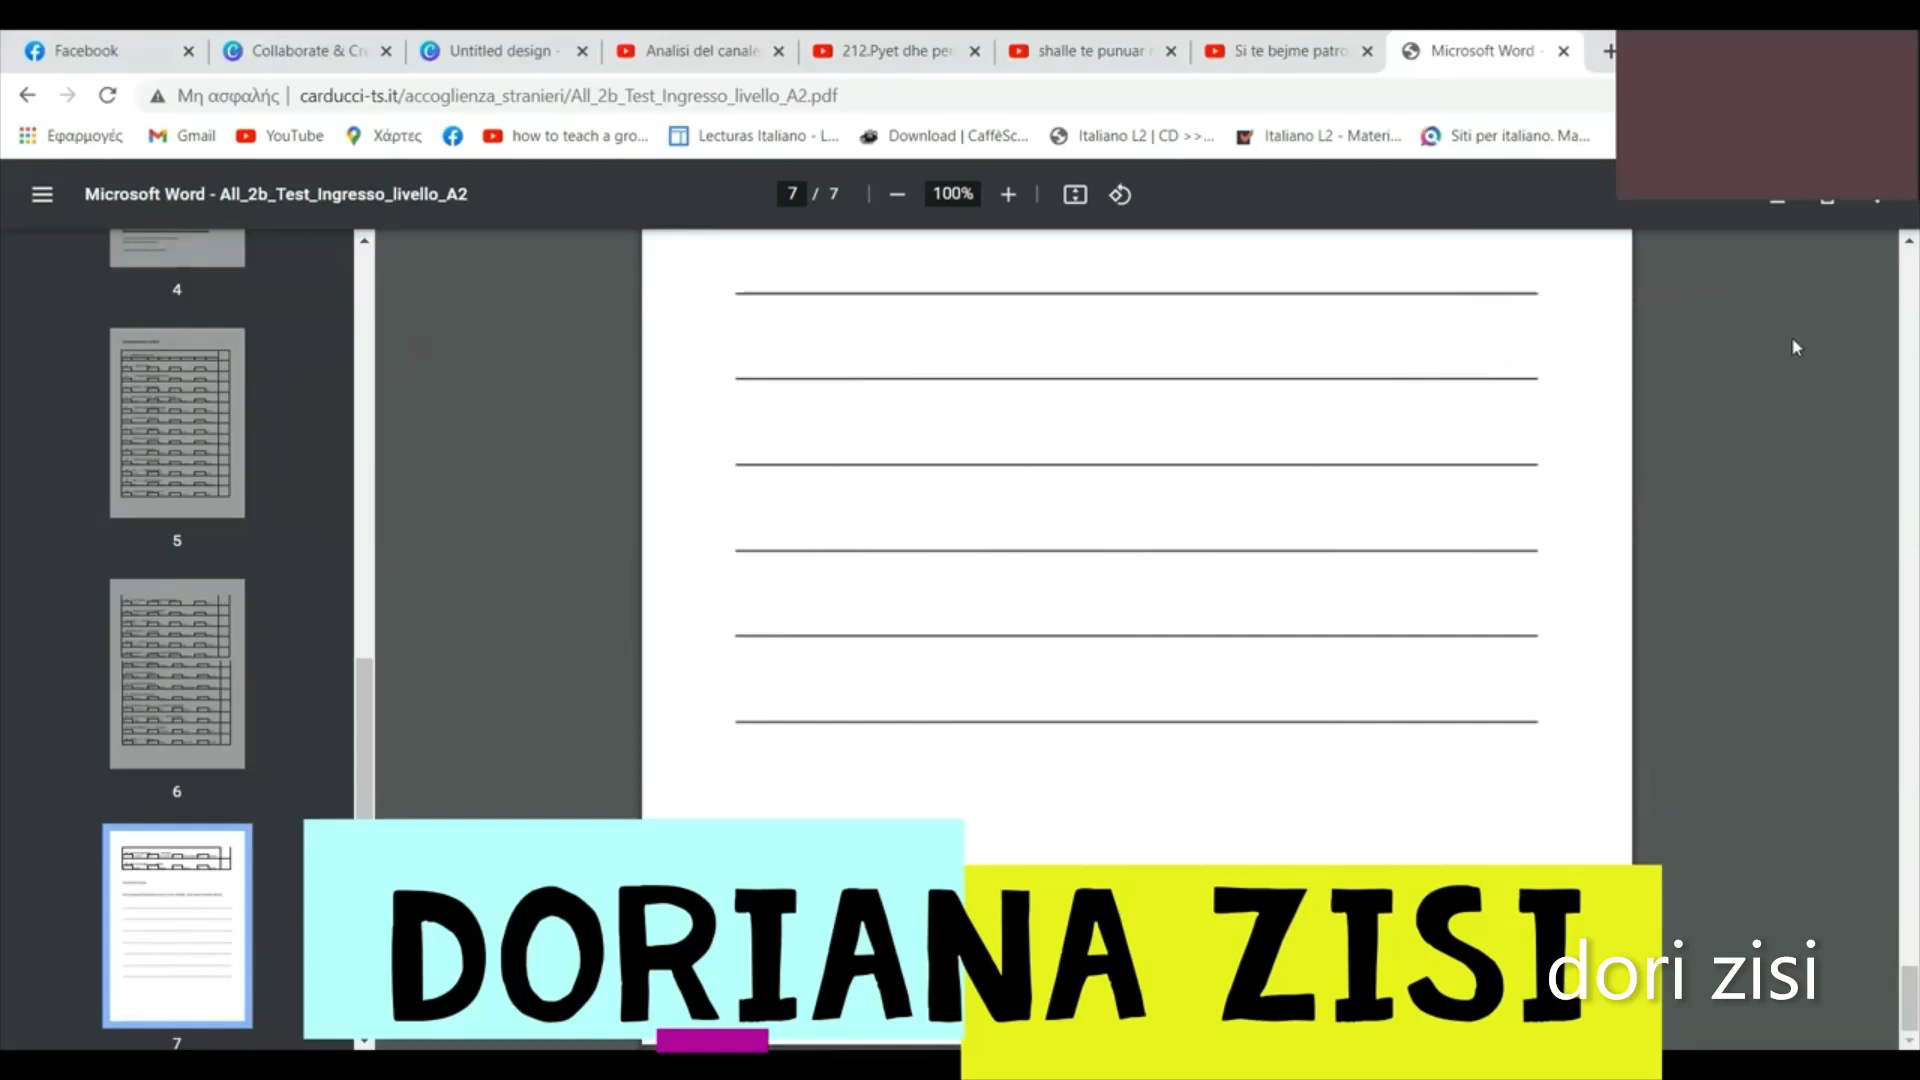 Facebook
Collaborate & Cr
Untitled design -
Analisi del canale
212.Pyet dhe pe
shalle te punuar
Si te bejme patro
Microsoft Word -
Μη ασφαλής | carducci-ts.it/accoglienza_stranieri/All_2b_Test_Ingresso_livello_A2.pdf
Εφαρμογές
Gmail
YouTube
Χάρτες
how to teach a gro...
Lecturas Italiano - L...
Download | CaffèSc...
Italiano L2 | CD >>...
Italiano L2 - Materi...
Siti per italiano. Ma...
Microsoft Word - All_2b_Test_Ingresso_livello_A2
7 / 7
100%
4
5
6
7
DORIANA ZISI
dori zisi